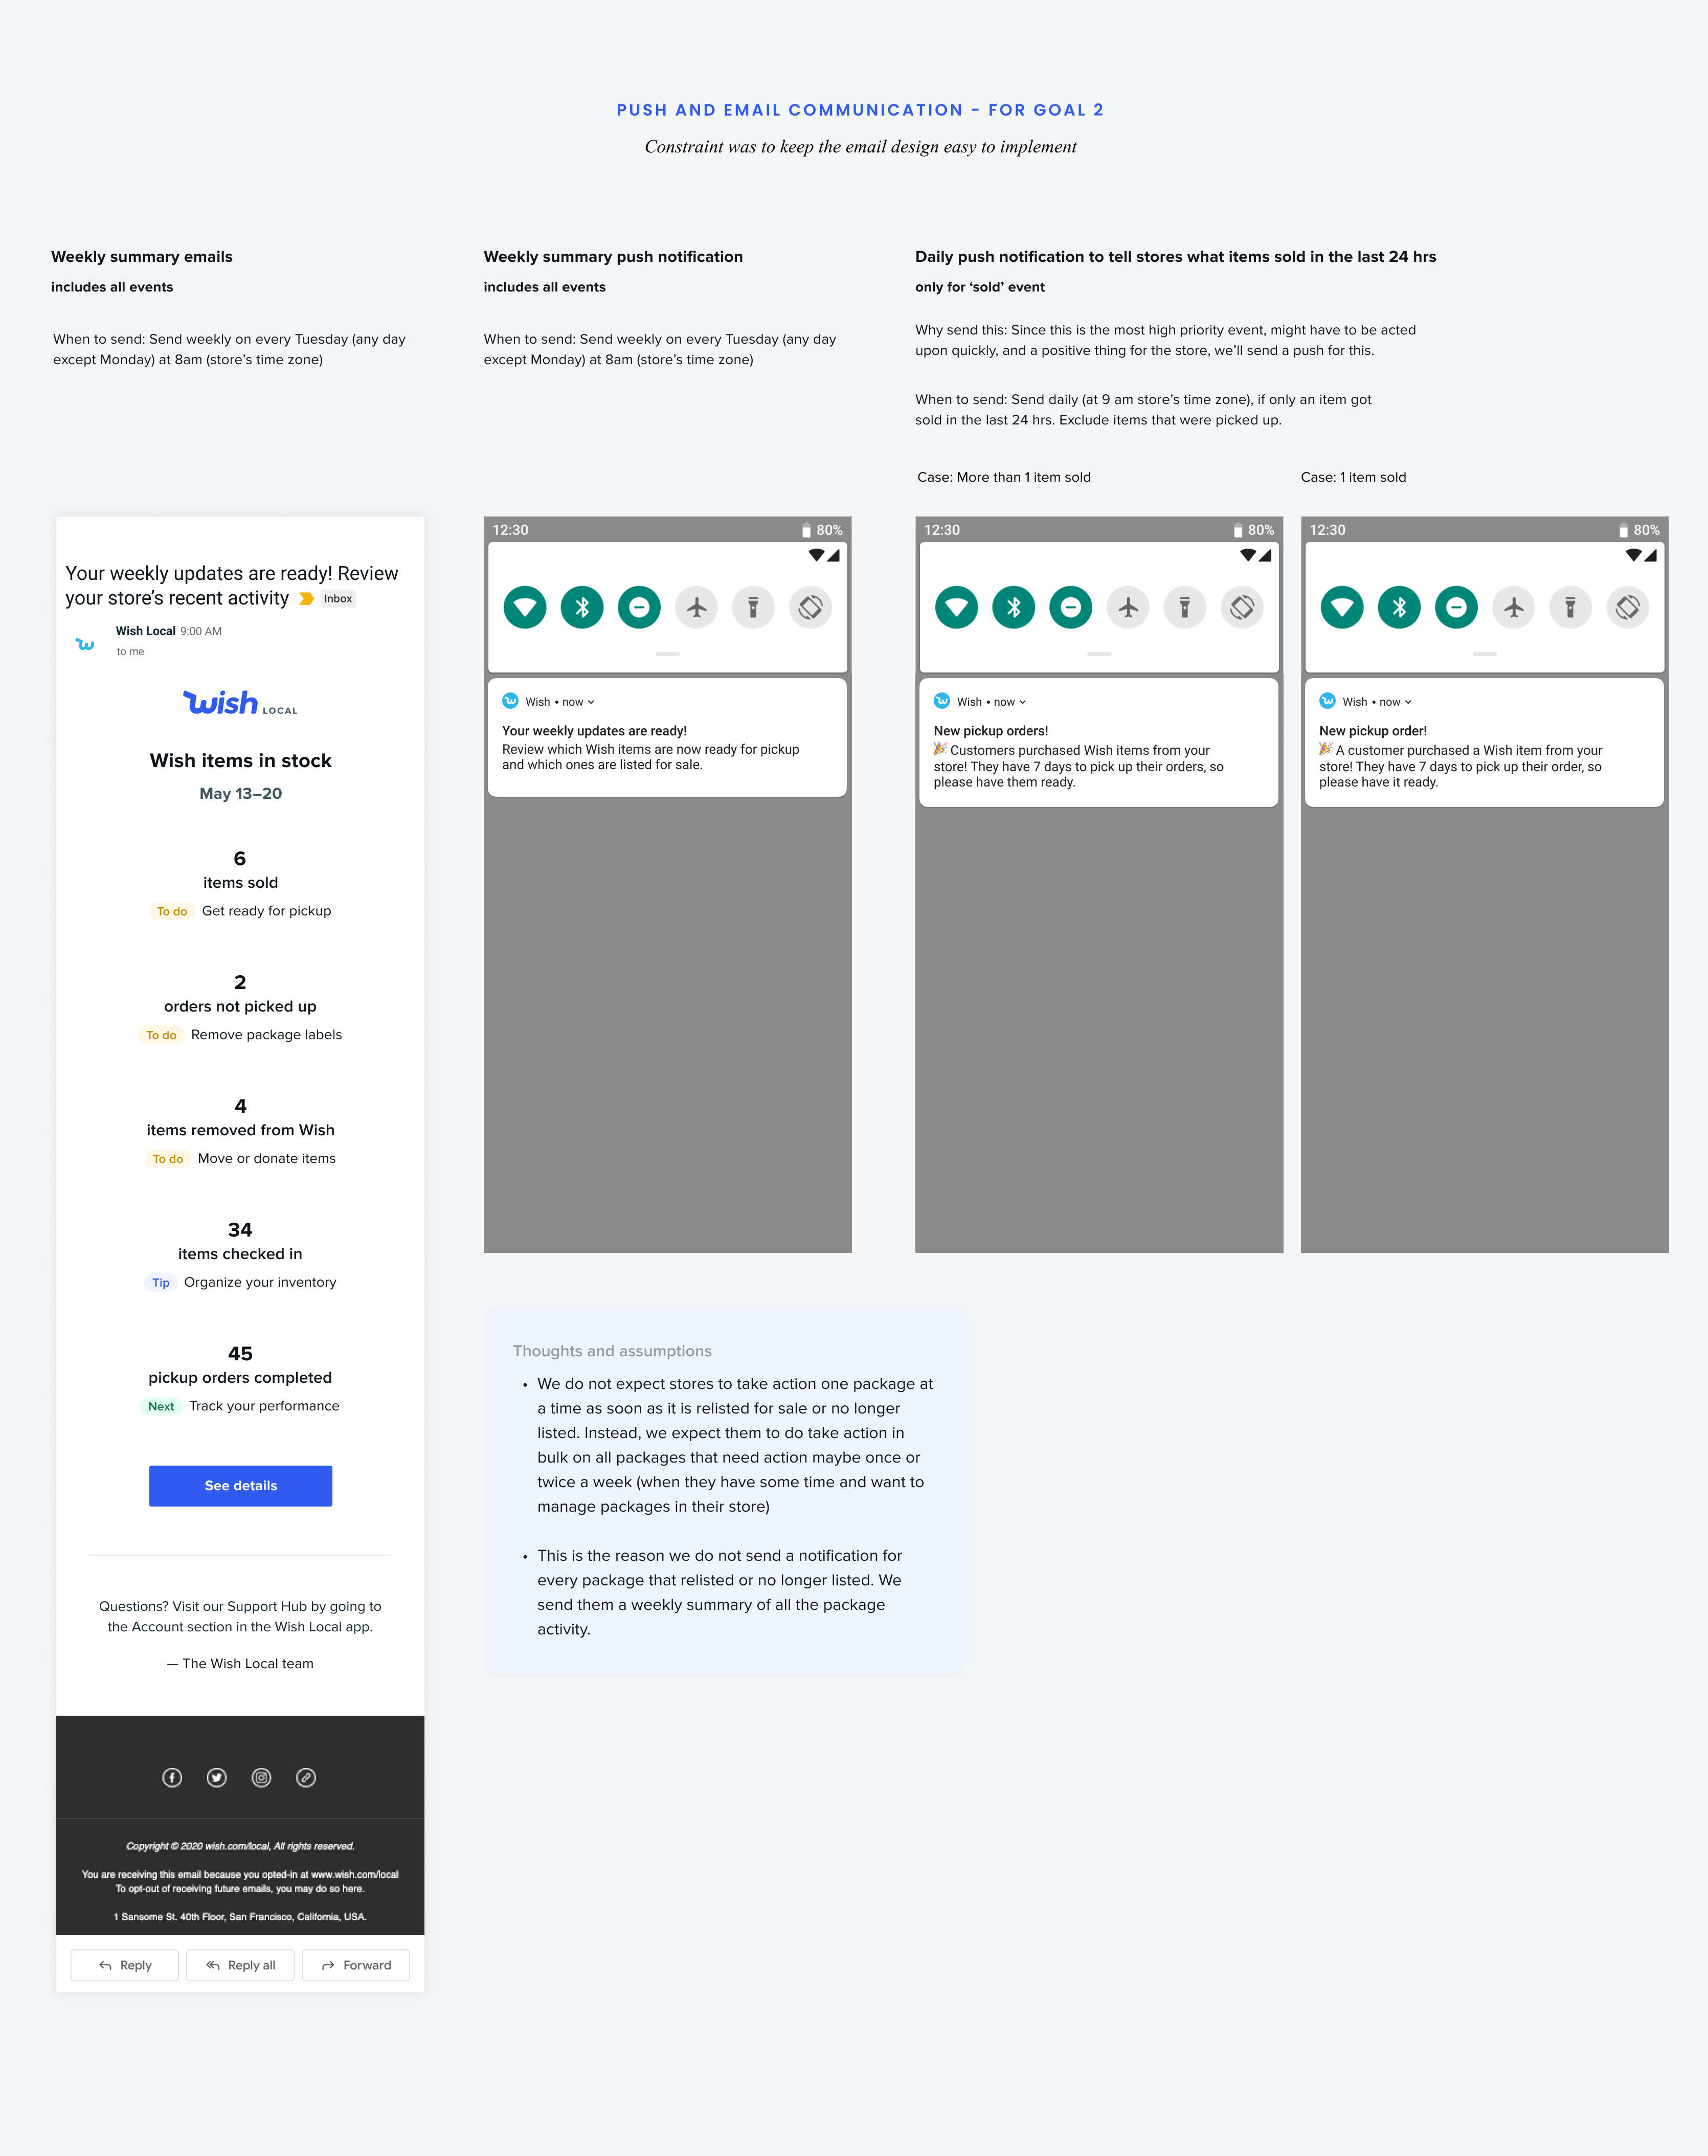 PUSH AND EMAIL COMMUNICATION - FOR GOAL 2
Constraint was to keep the email design easy to implement
Weekly summary emails
includes all events
When to send: Send weekly on every Tuesday (any day
except Monday) at 8am (store's time zone)
Weekly summary push notification
includes all events
When to send: Send weekly on every Tuesday (any day
except Monday) at 8am (store's time zone)
Daily push notification to tell stores what items sold in the last 24 hrs
only for 'sold' event
Why send this: Since this is the most high priority event, might have to be acted
upon quickly, and a positive thing for the store, we'll send a push for this.
When to send: Send daily (at 9 am store's time zone), if only an item got
sold in the last 24 hrs. Exclude items that were picked up.
Case: More than 1 item sold
Case: 1 item sold
Your weekly updates are ready! Review
your store's recent activity Inbox
Wish Local 9:00 AM
to me
wish LOCAL
Wish items in stock
May 13–20
6
items sold
To do Get ready for pickup
2
orders not picked up
To do Remove package labels
4
items removed from Wish
To do Move or donate items
34
items checked in
Tip Organize your inventory
45
pickup orders completed
Next Track your performance
See details
Questions? Visit our Support Hub by going to
the Account section in the Wish Local app.
— The Wish Local team
Copyright © 2020 wish.com/local, All rights reserved.
You are receiving this email because you opted-in at www.wish.com/local
To opt-out of receiving future emails, you may do so here.
1 Sansome St. 40th Floor, San Francisco, California, USA.
Reply
Reply all
Forward
12:30 80%
Wish • now
Your weekly updates are ready!
Review which Wish items are now ready for pickup
and which ones are listed for sale.
12:30 80%
Wish • now
New pickup orders!
🎉 Customers purchased Wish items from your
store! They have 7 days to pick up their orders, so
please have them ready.
12:30 80%
Wish • now
New pickup order!
🎉 A customer purchased a Wish item from your
store! They have 7 days to pick up their order, so
please have it ready.
Thoughts and assumptions
• We do not expect stores to take action one package at
a time as soon as it is relisted for sale or no longer
listed. Instead, we expect them to do take action in
bulk on all packages that need action maybe once or
twice a week (when they have some time and want to
manage packages in their store)
• This is the reason we do not send a notification for
every package that relisted or no longer listed. We
send them a weekly summary of all the package
activity.